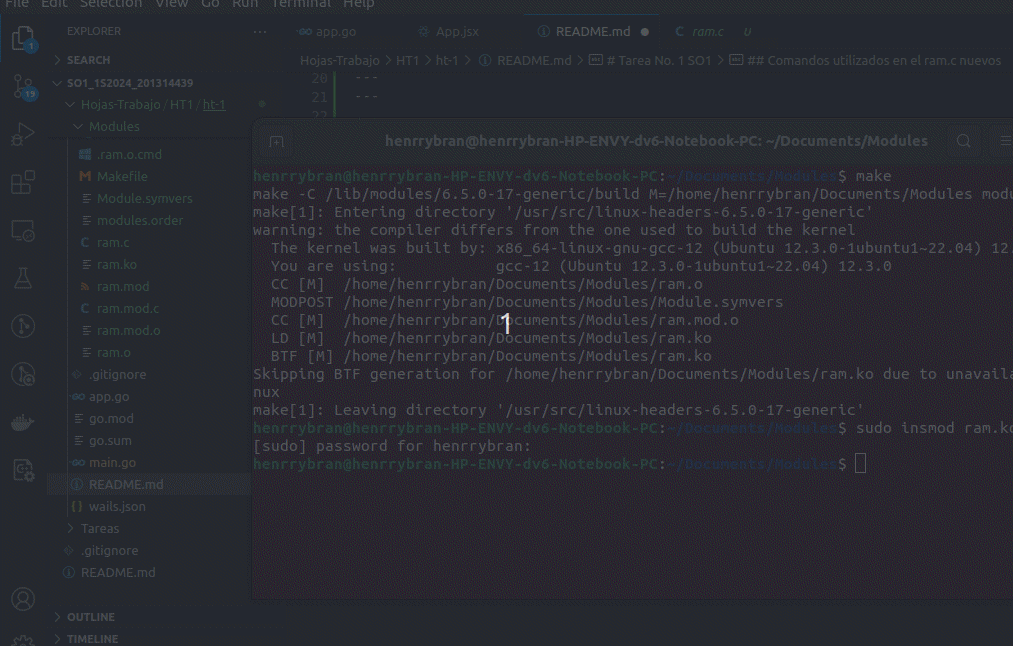 File Edit Selection View Go Run Terminal Help
EXPLORER
app.go
App.jsx
README.md
ram.c U
SEARCH
Hojas-Trabajo > HT1 > ht-1 > README.md > # Tarea No. 1 SO1 > ## Comandos utilizados en el ram.c nuevos
SO1_1S2024_201314439
Hojas-Trabajo / HT1 / ht-1
Modules
.ram.o.cmd
Makefile
Module.symvers
modules.order
ram.c
ram.ko
ram.mod
ram.mod.c
ram.mod.o
ram.o
.gitignore
app.go
go.mod
go.sum
main.go
README.md
wails.json
Tareas
.gitignore
README.md
OUTLINE
TIMELINE
1
19
20 ---
21 ---
22
henrrybran@henrrybran-HP-ENVY-dv6-Notebook-PC: ~/Documents/Modules
henrrybran@henrrybran-HP-ENVY-dv6-Notebook-PC:~/Documents/Modules$ make
make -C /lib/modules/6.5.0-17-generic/build M=/home/henrrybran/Documents/Modules modu
make[1]: Entering directory '/usr/src/linux-headers-6.5.0-17-generic'
warning: the compiler differs from the one used to build the kernel
The kernel was built by: x86_64-linux-gnu-gcc-12 (Ubuntu 12.3.0-1ubuntu1~22.04) 12.
You are using: gcc-12 (Ubuntu 12.3.0-1ubuntu1~22.04) 12.3.0
CC [M] /home/henrrybran/Documents/Modules/ram.o
MODPOST /home/henrrybran/Documents/Modules/Module.symvers
CC [M] /home/henrrybran/Documents/Modules/ram.mod.o
LD [M] /home/henrrybran/Documents/Modules/ram.ko
BTF [M] /home/henrrybran/Documents/Modules/ram.ko
Skipping BTF generation for /home/henrrybran/Documents/Modules/ram.ko due to unavaila
nux
make[1]: Leaving directory '/usr/src/linux-headers-6.5.0-17-generic'
henrrybran@henrrybran-HP-ENVY-dv6-Notebook-PC:~/Documents/Modules$ sudo insmod ram.ko
[sudo] password for henrrybran:
henrrybran@henrrybran-HP-ENVY-dv6-Notebook-PC:~/Documents/Modules$
1